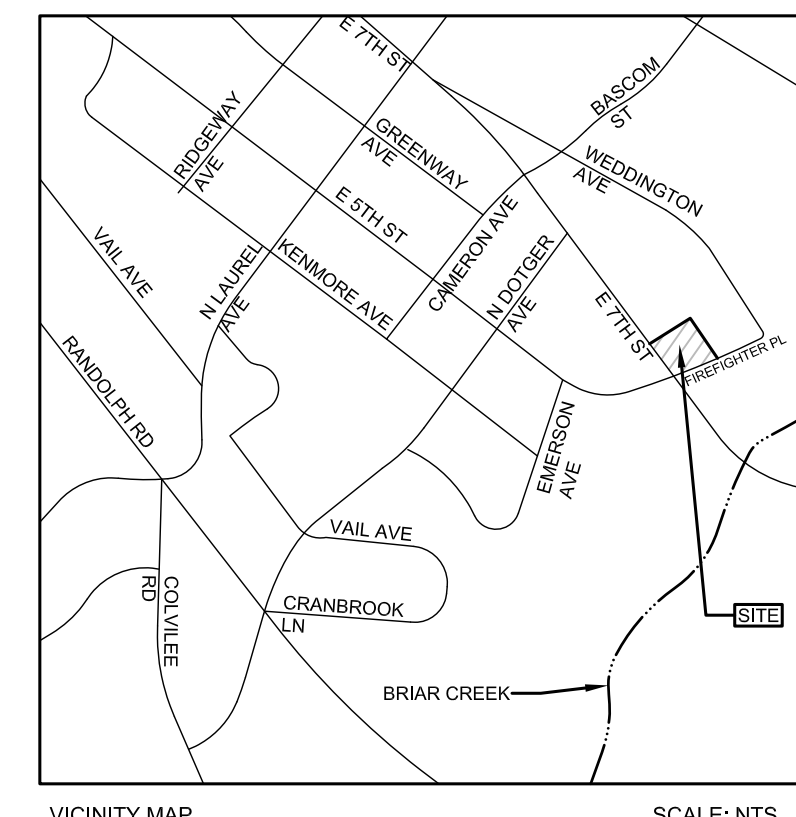 E 7TH ST
BASCOM
ST
RIDGEWAY
AVE
GREENWAY
AVE
WEDDINGTON
AVE
E 5TH ST
CAMERON AVE
VAIL AVE
N LAUREL
AVE
KENMORE AVE
N DOTGER
AVE
E 7TH ST
FIREFIGHTER PL
RANDOLPH RD
EMERSON
AVE
VAIL AVE
COLVILEE
RD
CRANBROOK
LN
SITE
BRIAR CREEK
VICINITY MAP
SCALE: NTS